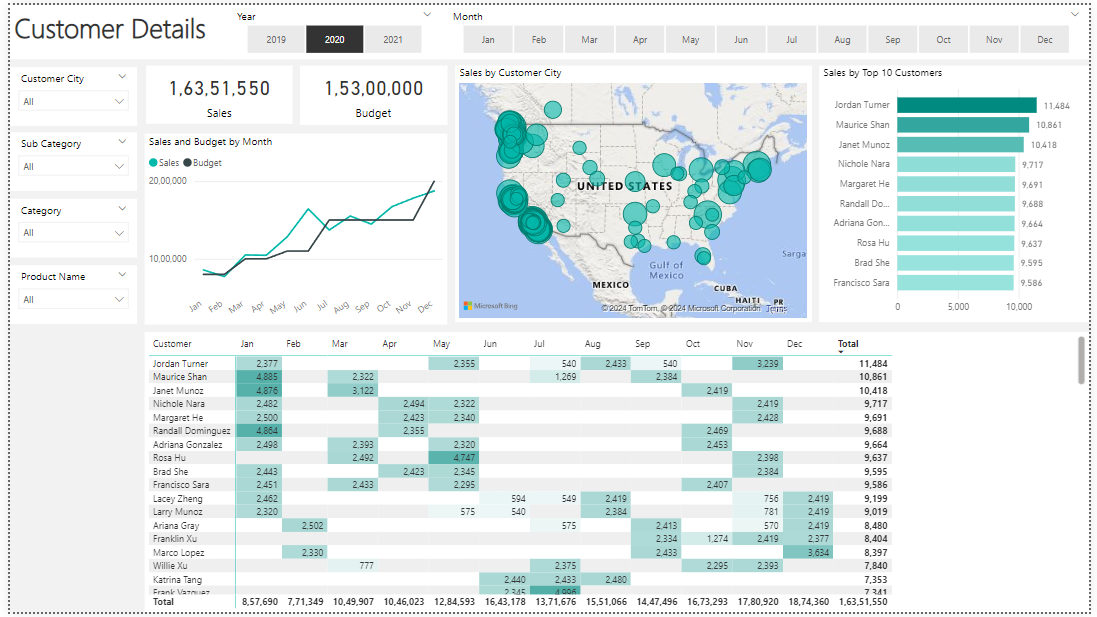 Customer Details
Year
2019 2020 2021
Month
Jan Feb Mar Apr May Jun Jul Aug Sep Oct Nov Dec
Customer City
All
Sub Category
All
Category
All
Product Name
All
1,63,51,550
Sales
1,53,00,000
Budget
Sales and Budget by Month
Sales Budget
20,00,000
10,00,000
Jan Feb Mar Apr May Jun Jul Aug Sep Oct Nov Dec
Sales by Customer City
UNITED STATES
Gulf of
Mexico
MEXICO
CUBA
HAITI
PR
Sarga
Microsoft Bing
© 2024 TomTom, © 2024 Microsoft Corporation Terms
Sales by Top 10 Customers
Jordan Turner 11,484
Maurice Shan 10,861
Janet Munoz 10,418
Nichole Nara 9,717
Margaret He 9,691
Randall Do... 9,688
Adriana Gon... 9,664
Rosa Hu 9,637
Brad She 9,595
Francisco Sara 9,586
0 5,000 10,000
Customer Jan Feb Mar Apr May Jun Jul Aug Sep Oct Nov Dec Total
Jordan Turner 2,377 2,355 540 2,433 540 3,239 11,484
Maurice Shan 4,885 2,322 1,269 2,384 10,861
Janet Munoz 4,876 3,122 2,419 10,418
Nichole Nara 2,482 2,494 2,322 2,419 9,717
Margaret He 2,500 2,423 2,340 2,428 9,691
Randall Dominguez 4,864 2,355 2,469 9,688
Adriana Gonzalez 2,498 2,393 2,320 2,453 9,664
Rosa Hu 2,492 4,747 2,398 9,637
Brad She 2,443 2,423 2,345 2,384 9,595
Francisco Sara 2,451 2,433 2,295 2,407 9,586
Lacey Zheng 2,462 594 549 2,419 756 2,419 9,199
Larry Munoz 2,320 575 540 2,384 781 2,419 9,019
Ariana Gray 2,502 575 2,413 570 2,419 8,480
Franklin Xu 2,334 1,274 2,419 2,377 8,404
Marco Lopez 2,330 2,433 3,634 8,397
Willie Xu 777 2,375 2,295 2,393 7,840
Katrina Tang 2,440 2,433 2,480 7,353
Frank Vazquez 2,345 4,996 7,341
Total 8,57,690 7,71,349 10,49,907 10,46,023 12,84,593 16,43,178 13,71,676 15,51,066 14,47,496 16,73,293 17,80,920 18,74,360 1,63,51,550